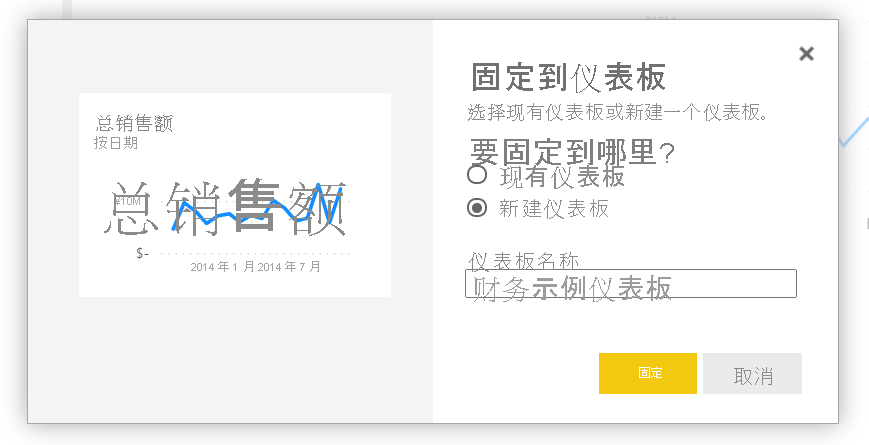 总销售额
按日期
总销售额
¥10M
$-
2014 年 1 月 2014 年 7 月
固定到仪表板
选择现有仪表板或新建一个仪表板。
要固定到哪里?
现有仪表板
新建仪表板
仪表板名称
财务示例仪表板
固定
取消